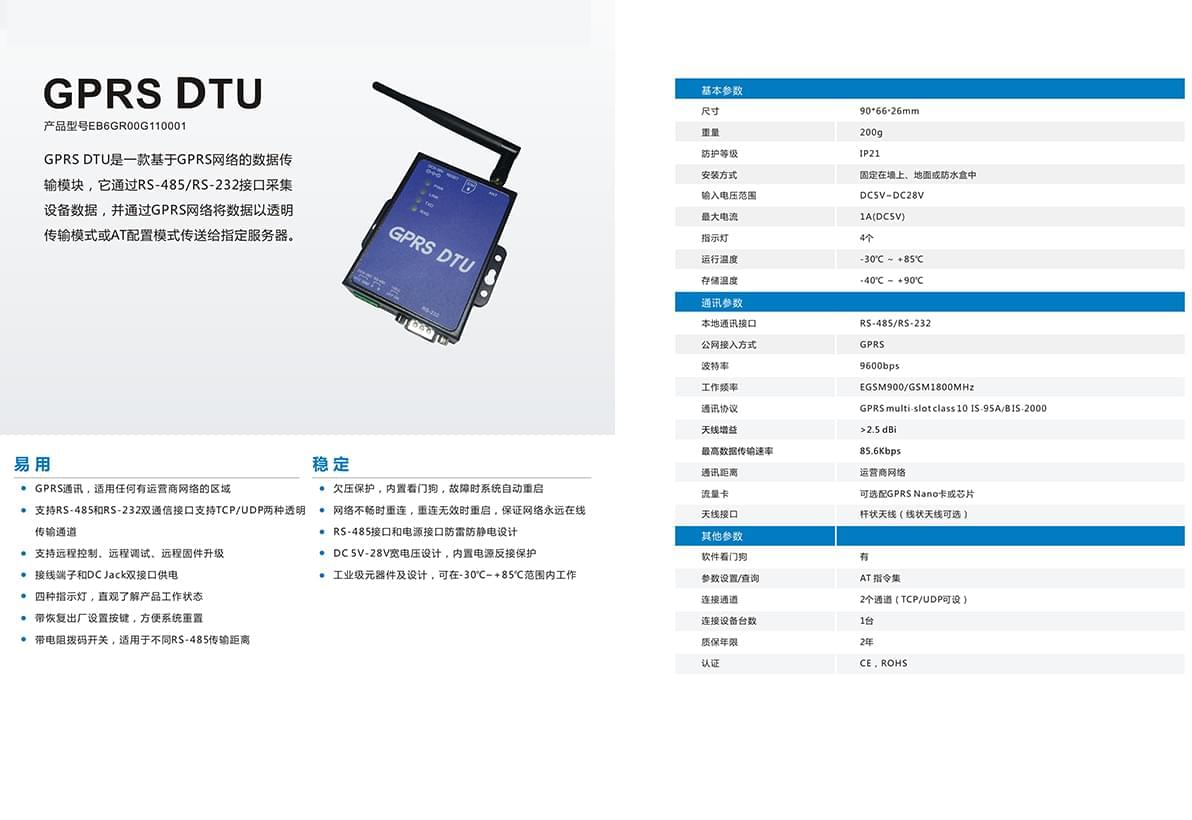 GPRS DTU
产品型号EB6GR00G110001
GPRS DTU是一款基于GPRS网络的数据传
输模块，它通过RS-485/RS-232接口采集
设备数据，并通过GPRS网络将数据以透明
传输模式或AT配置模式传送给指定服务器。
RESET
SIM
ANT
PWR
LINK
TXD
RXD
GPRS DTU
RS-232
易用
GPRS通讯，适用任何有运营商网络的区域
支持RS-485和RS-232双通信接口支持TCP/UDP两种透明
传输通道
支持远程控制、远程调试、远程固件升级
接线端子和DC Jack双接口供电
四种指示灯，直观了解产品工作状态
带恢复出厂设置按键，方便系统重置
带电阻拨码开关，适用于不同RS-485传输距离
稳定
欠压保护，内置看门狗，故障时系统自动重启
网络不畅时重连，重连无效时重启，保证网络永远在线
RS-485接口和电源接口防雷防静电设计
DC 5V-28V宽电压设计，内置电源反接保护
工业级元器件及设计，可在-30℃~+85℃范围内工作
基本参数
尺寸 90*66*26mm
重量 200g
防护等级 IP21
安装方式 固定在墙上、地面或防水盒中
输入电压范围 DC5V~DC28V
最大电流 1A(DC5V)
指示灯 4个
运行温度 -30℃ ~ +85℃
存储温度 -40℃ ~ +90℃
通讯参数
本地通讯接口 RS-485/RS-232
公网接入方式 GPRS
波特率 9600bps
工作频率 EGSM900/GSM1800MHz
通讯协议 GPRS multi-slot class 10 IS-95A/BIS-2000
天线增益 >2.5 dBi
最高数据传输速率 85.6Kbps
通讯距离 运营商网络
流量卡 可选配GPRS Nano卡或芯片
天线接口 杆状天线（线状天线可选）
其他参数
软件看门狗 有
参数设置/查询 AT 指令集
连接通道 2个通道（TCP/UDP可设）
连接设备台数 1台
质保年限 2年
认证 CE，ROHS